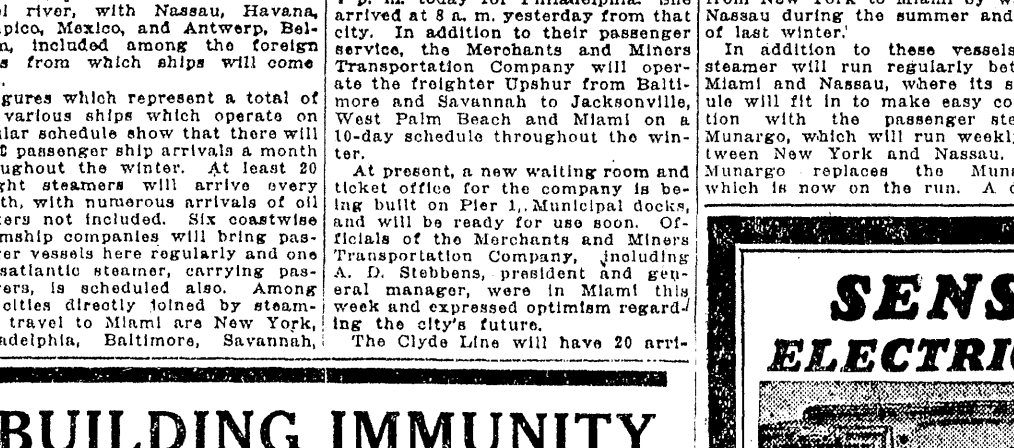 river, with Nassau, Havana,
pico, Mexico, and Antwerp, Bel-
included among the foreign
s from which ships will come
gures which represent a total of
various ships which operate on
lar schedule show that there will
passenger ship arrivals a month
ughout the winter. At least 20
ght steamers will arrive every
th, with numerous arrivals of oil
ers not included. Six coastwise
mship companies will bring pas-
er vessels here regularly and one
satlantic steamer, carrying pas-
ers, is scheduled also. Among
cities directly joined by steam-
travel to Miami are New York,
adelphia, Baltimore, Savannah,
p. m. today for Philadelphia. She
arrived at 8 a. m. yesterday from that
city. In addition to their passenger
service, the Merchants and Miners
Transportation Company will oper-
ate the freighter Upshur from Balti-
more and Savannah to Jacksonville,
West Palm Beach and Miami on a
10-day schedule throughout the win-
ter.
At present, a new waiting room and
ticket office for the company is be-
ing built on Pier 1, Municipal docks,
and will be ready for use soon. Of-
ficials of the Merchants and Miners
Transportation Company, including
A. D. Stebbens, president and gen-
eral manager, were in Miami this
week and expressed optimism regard-
ing the city's future.
The Clyde Line will have 20 arri-
from New York to Miami by w
Nassau during the summer and
of last winter.
In addition to these vessels
steamer will run regularly bet
Miami and Nassau, where its s
ule will fit in to make easy co
tion with the passenger ste
Munargo, which will run weekl
tween New York and Nassau.
Munargo replaces the Mun
which is now on the run. A
BUILDING IMMUNITY
SENS
ELECTRI